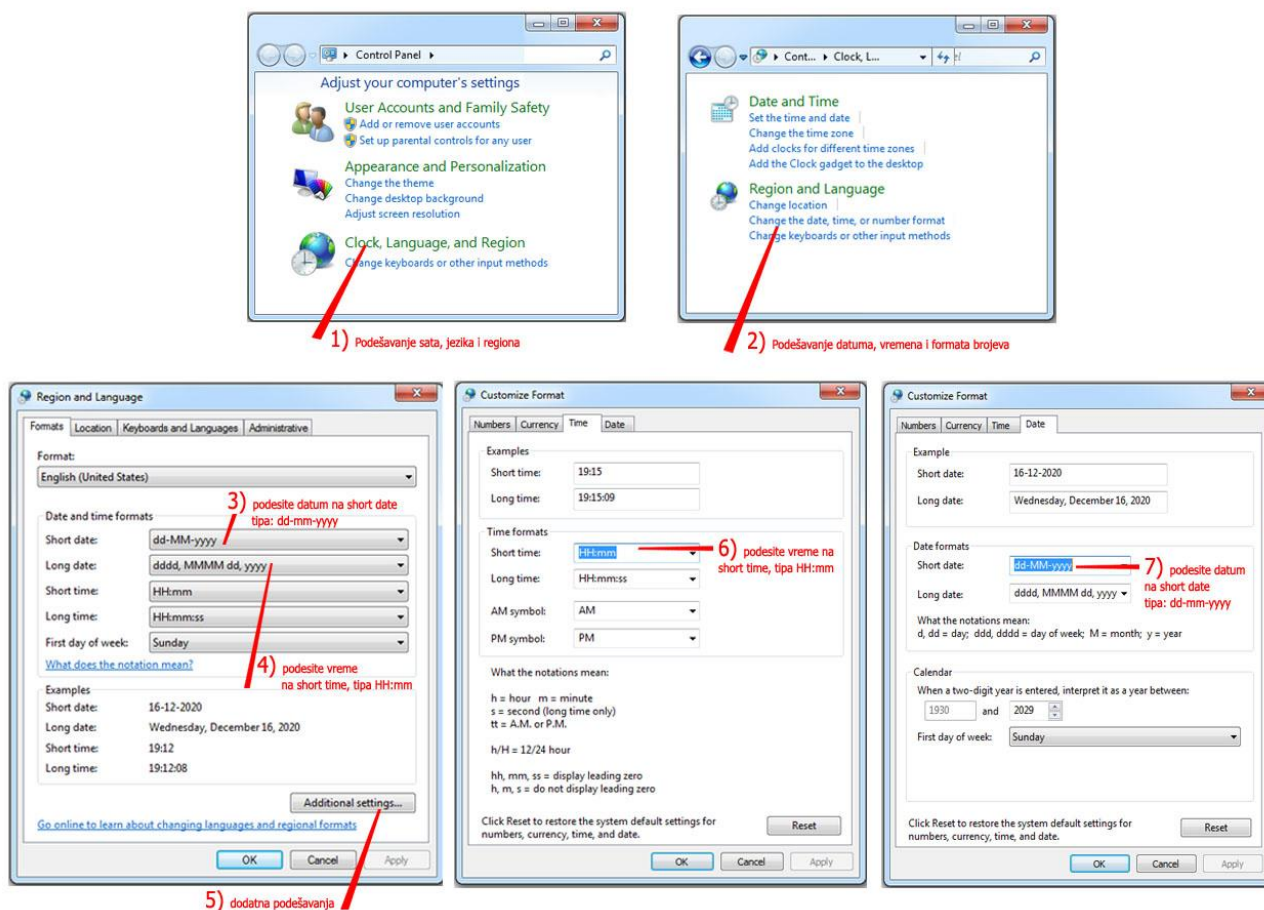 Control Panel
Adjust your computer's settings
User Accounts and Family Safety
Add or remove user accounts
Set up parental controls for any user
Appearance and Personalization
Change the theme
Change desktop background
Adjust screen resolution
Clock, Language, and Region
Change keyboards or other input methods
1) Podešavanje sata, jezika i regiona
Cont... Clock, L...
Date and Time
Set the time and date
Change the time zone
Add clocks for different time zones
Add the Clock gadget to the desktop
Region and Language
Change location
Change the date, time, or number format
Change keyboards or other input methods
2) Podešavanje datuma, vremena i formata brojeva
Region and Language
Formats Location Keyboards and Languages Administrative
Format:
English (United States)
3) podesite datum na short date
tipa: dd-mm-yyyy
Date and time formats
Short date: dd-MM-yyyy
Long date: dddd, MMMM dd, yyyy
Short time: HH:mm
Long time: HH:mm:ss
First day of week: Sunday
What does the notation mean?
4) podesite vreme
na short time, tipa HH:mm
Examples
Short date: 16-12-2020
Long date: Wednesday, December 16, 2020
Short time: 19:12
Long time: 19:12:08
Additional settings...
Go online to learn about changing languages and regional formats
OK Cancel Apply
5) dodatna podešavanja
Customize Format
Numbers Currency Time Date
Examples
Short time: 19:15
Long time: 19:15:09
Time formats
Short time: HH:mm
Long time: HH:mm:ss
AM symbol: AM
PM symbol: PM
6) podesite vreme na
short time, tipa HH:mm
What the notations mean:
h = hour m = minute
s = second (long time only)
tt = A.M. or P.M.
h/H = 12/24 hour
hh, mm, ss = display leading zero
h, m, s = do not display leading zero
Click Reset to restore the system default settings for
numbers, currency, time, and date.
Reset
OK Cancel Apply
Customize Format
Numbers Currency Time Date
Example
Short date: 16-12-2020
Long date: Wednesday, December 16, 2020
Date formats
Short date: dd-MM-yyyy
Long date: dddd, MMMM dd, yyyy
7) podesite datum
na short date
tipa: dd-mm-yyyy
What the notations mean:
d, dd = day; ddd, dddd = day of week; M = month; y = year
Calendar
When a two-digit year is entered, interpret it as a year between:
1930 and 2029
First day of week: Sunday
Click Reset to restore the system default settings for
numbers, currency, time, and date.
Reset
OK Cancel Apply